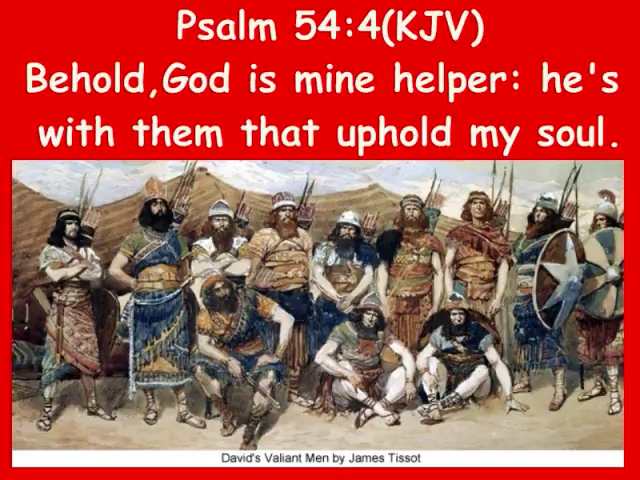 Psalm 54:4(KJV)
Behold,God is mine helper: he's
with them that uphold my soul.
David's Valiant Men by James Tissot